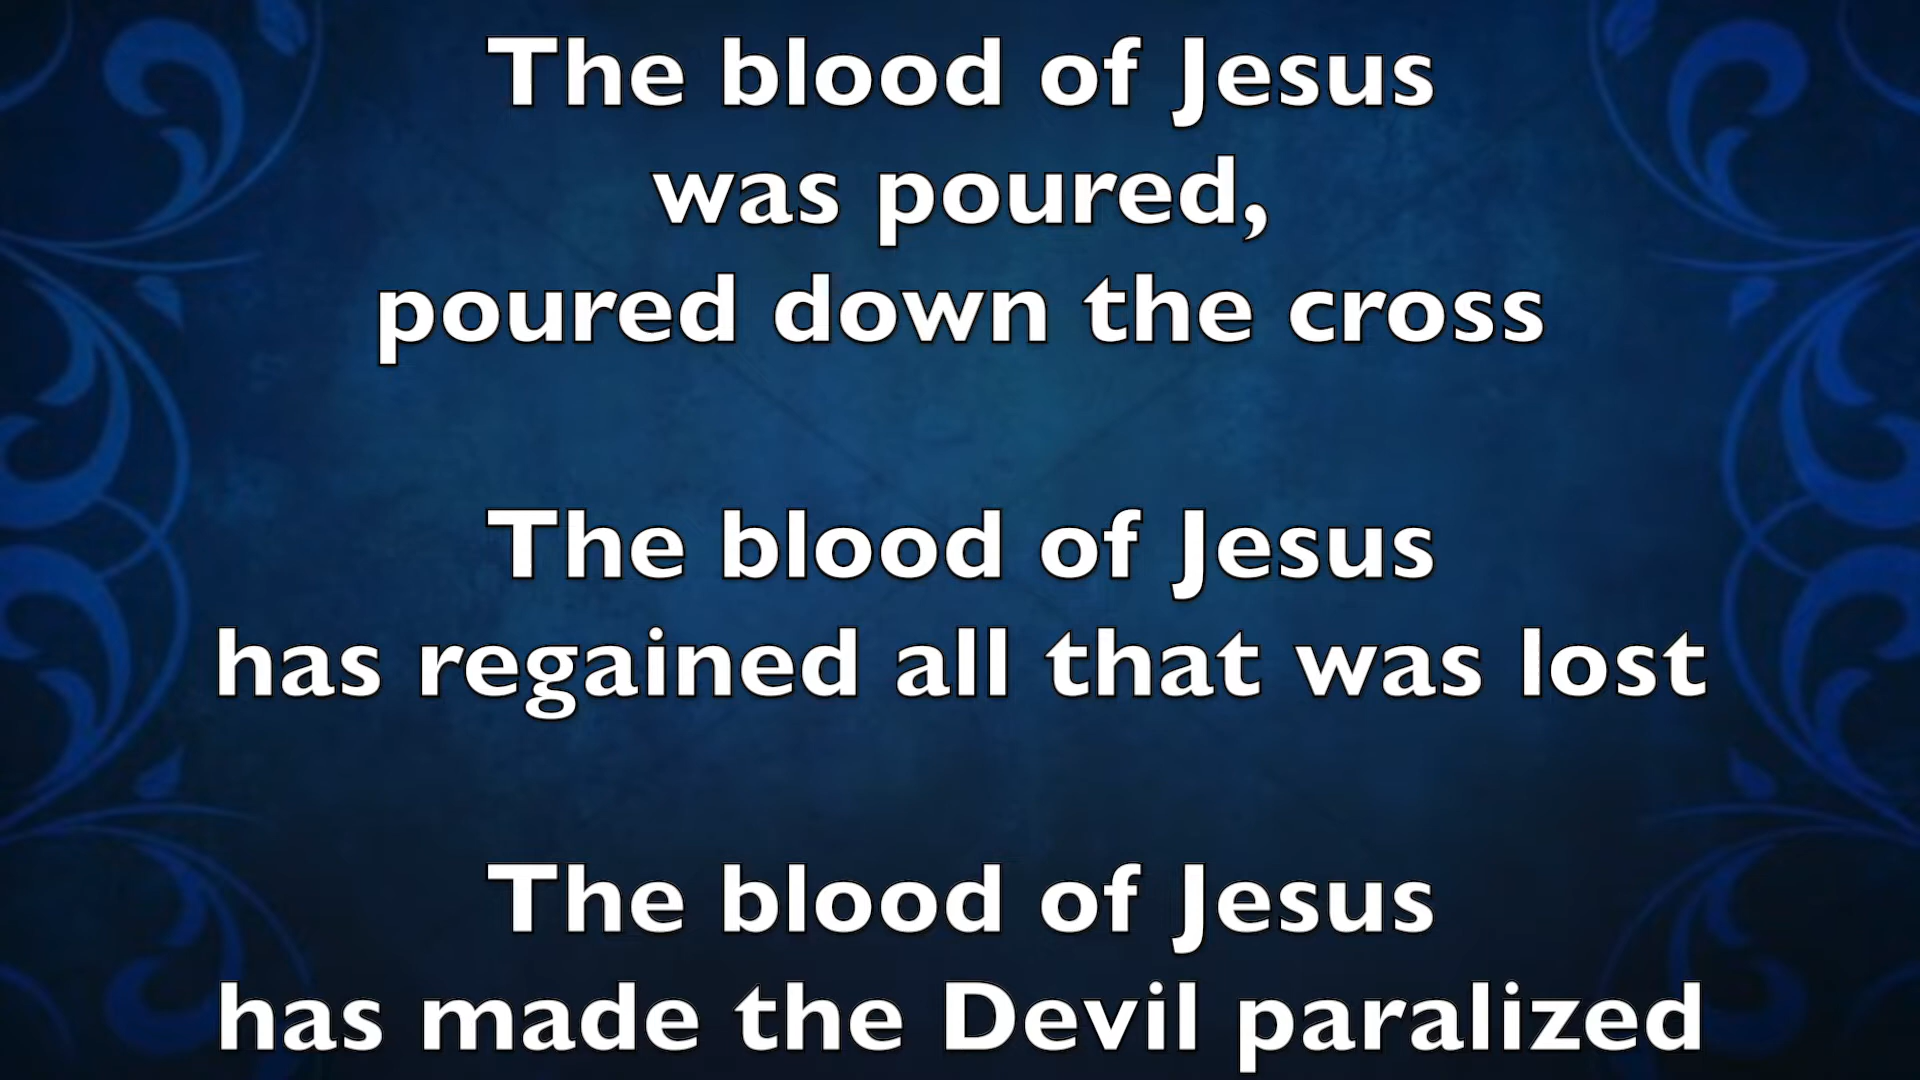 The blood of Jesus
was poured,
poured down the cross
The blood of Jesus
has regained all that was lost
The blood of Jesus
has made the Devil paralized